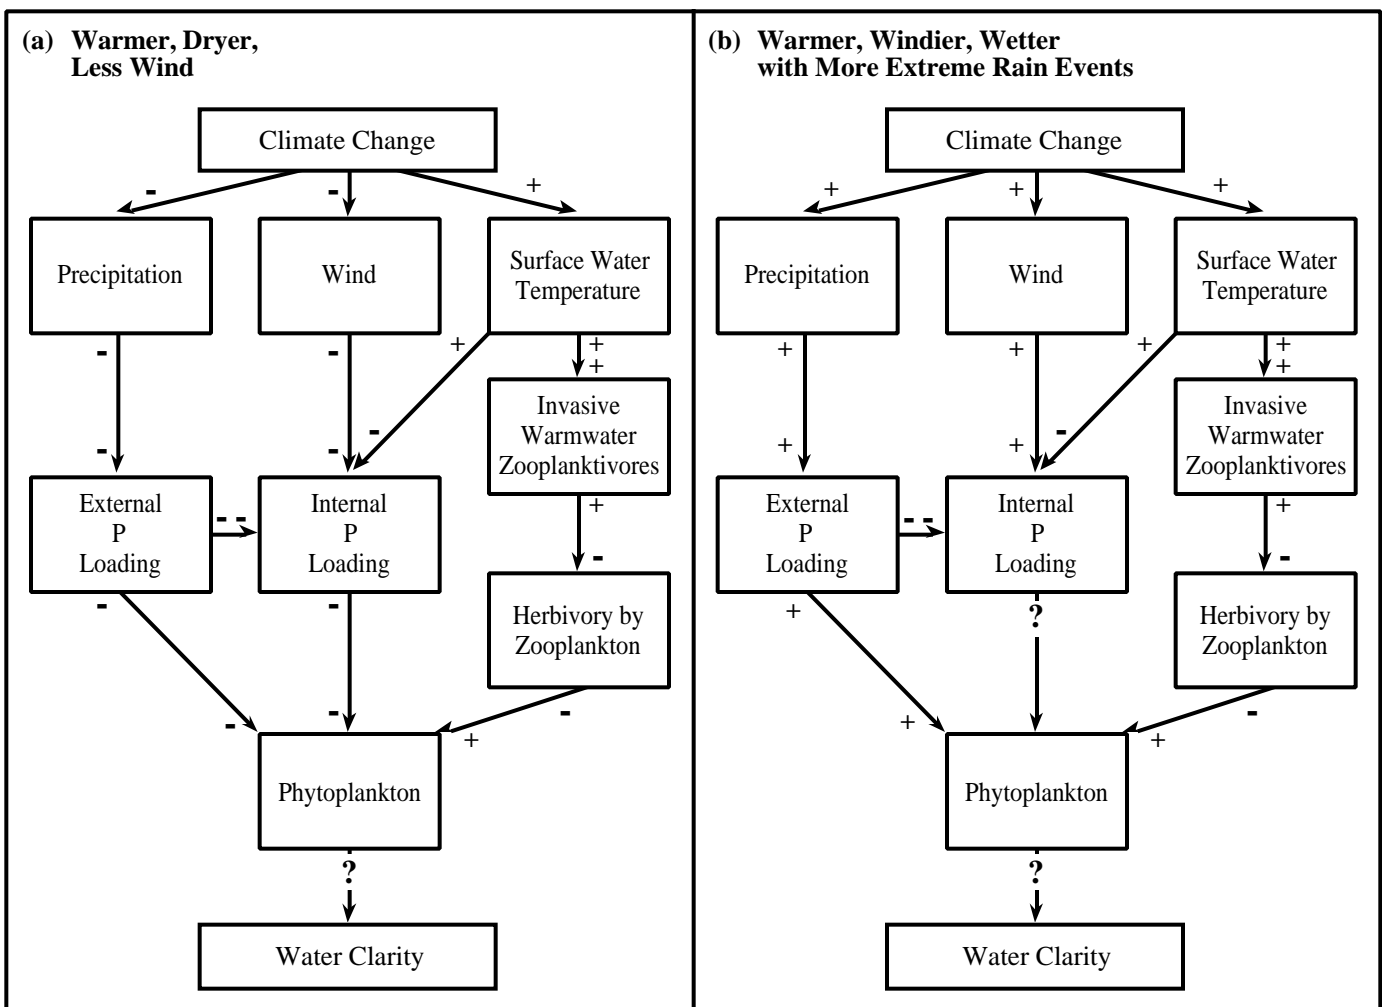 (a) Warmer, Dryer,
Less Wind
Climate Change
- - +
Precipitation
Wind
Surface Water
Temperature
- - + +
+
Invasive
Warmwater
Zooplanktivores
-
- -
External
P
Loading
- -
Internal
P
Loading
+
-
- -
Herbivory by
Zooplankton
- - -
+
Phytoplankton
?
Water Clarity
(b) Warmer, Windier, Wetter
with More Extreme Rain Events
Climate Change
+ + +
Precipitation
Wind
Surface Water
Temperature
+ + + +
+
Invasive
Warmwater
Zooplanktivores
-
+ +
External
P
Loading
- -
Internal
P
Loading
+
-
+ ?
Herbivory by
Zooplankton
+ -
+
Phytoplankton
?
Water Clarity